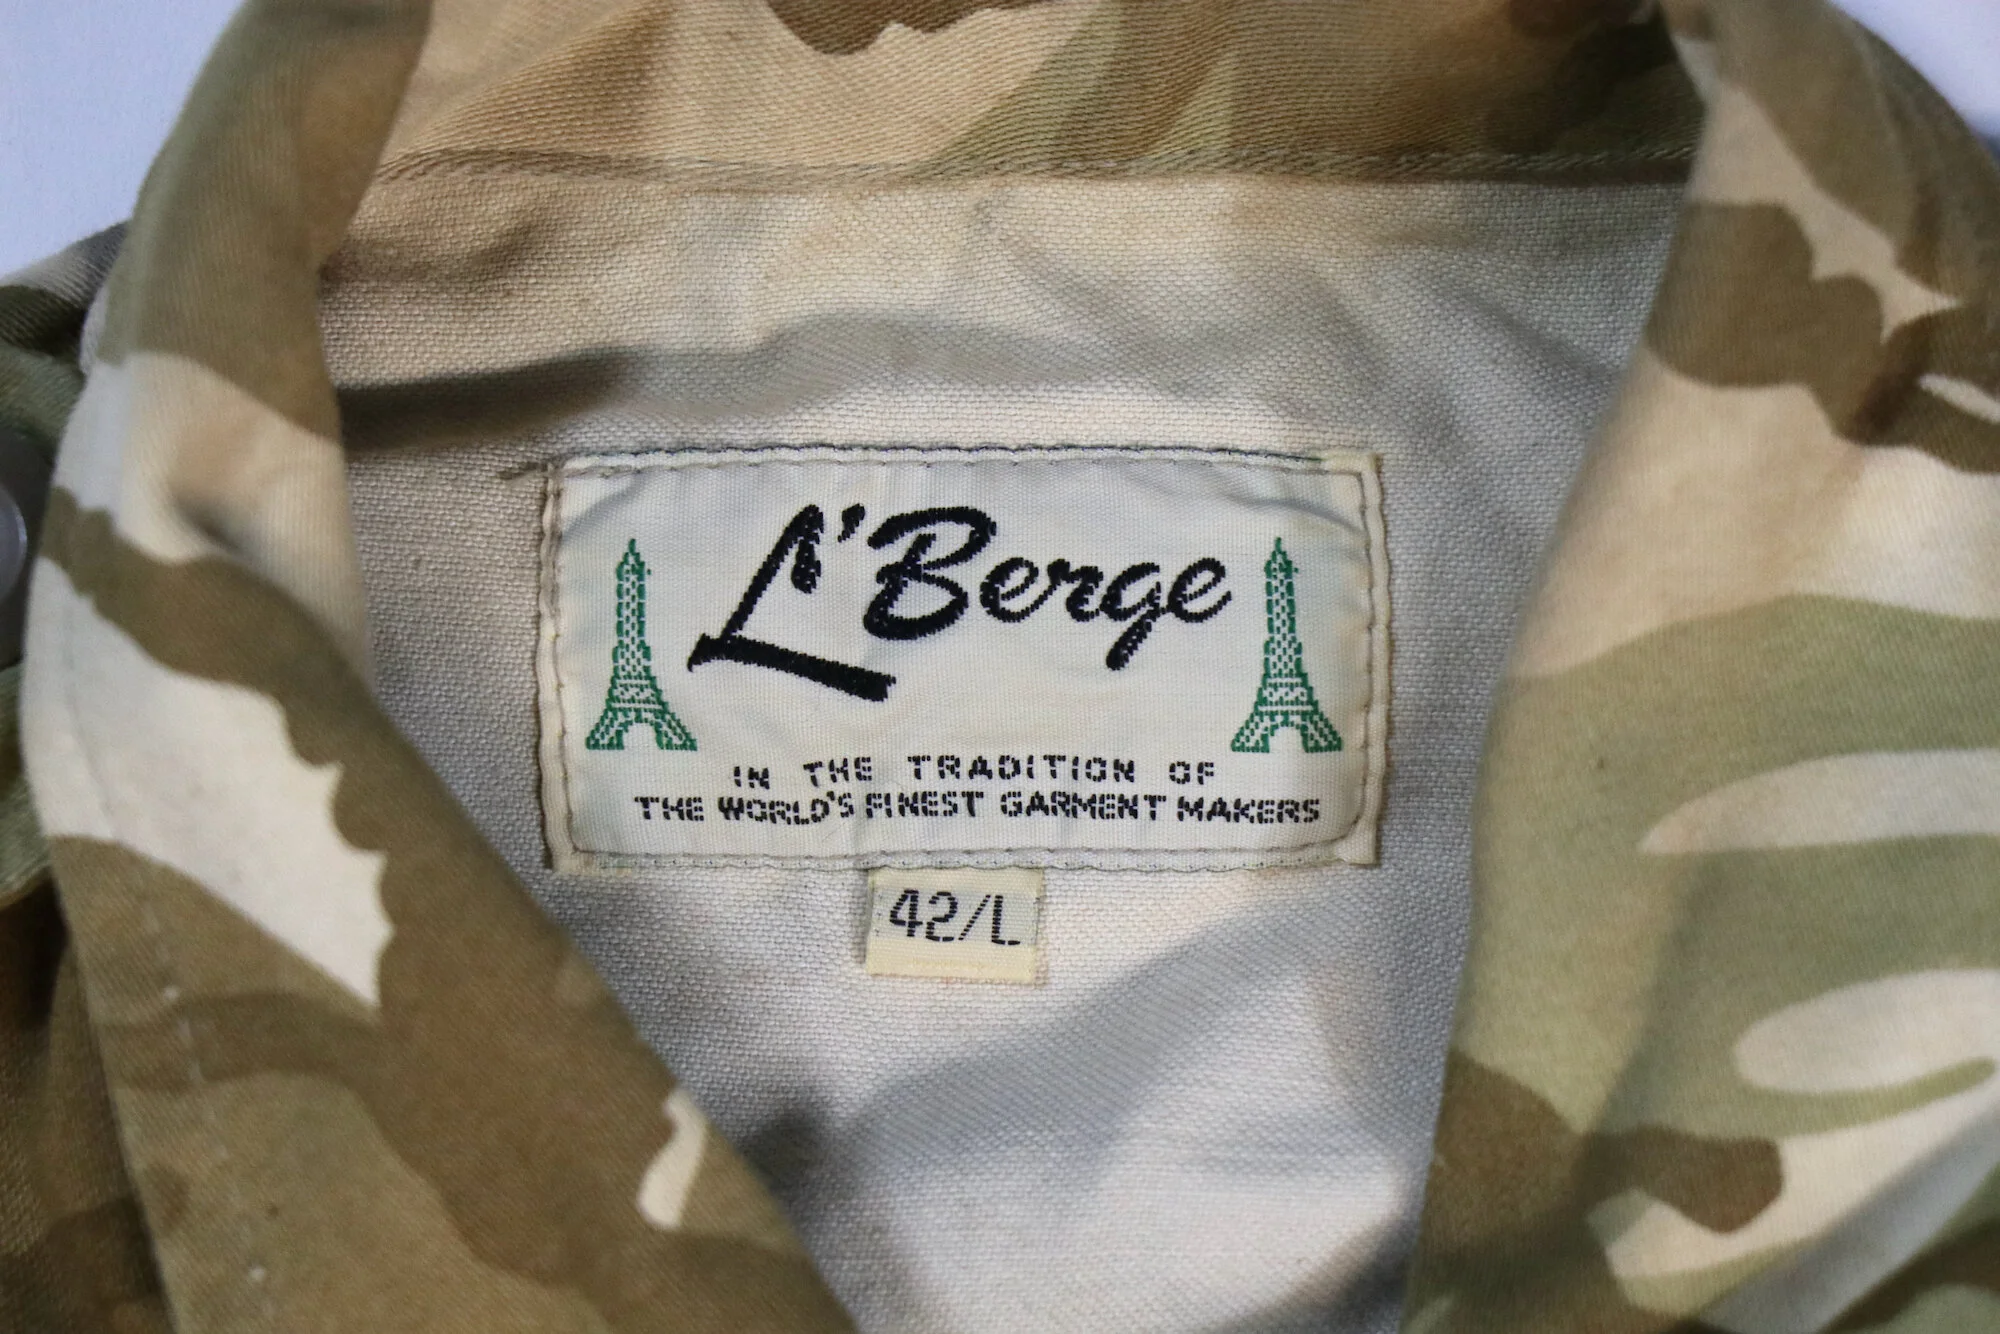 L'Berge
IN THE TRADITION OF
THE WORLD'S FINEST GARMENT MAKERS
42/L